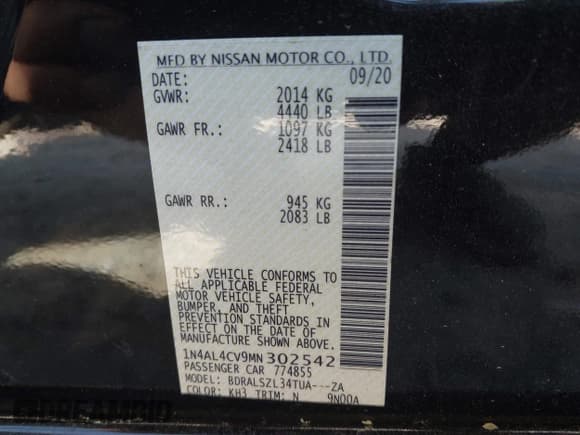 MFD BY NISSAN MOTOR CO., LTD.
DATE: 09/20
GVWR: 2014 KG
4440 LB
GAWR FR.: 1097 KG
2418 LB
GAWR RR.: 945 KG
2083 LB
THIS VEHICLE CONFORMS TO
ALL APPLICABLE FEDERAL
MOTOR VEHICLE SAFETY,
BUMPER, AND THEFT
PREVENTION STANDARDS IN
EFFECT ON THE DATE OF
MANUFACTURE SHOWN ABOVE.
1N4AL4CV9MN302542
PASSENGER CAR 774855
MODEL: BDRALSZL34TUA---ZA
COLOR: KH3 TRIM: N 9N00A
DREAMBID